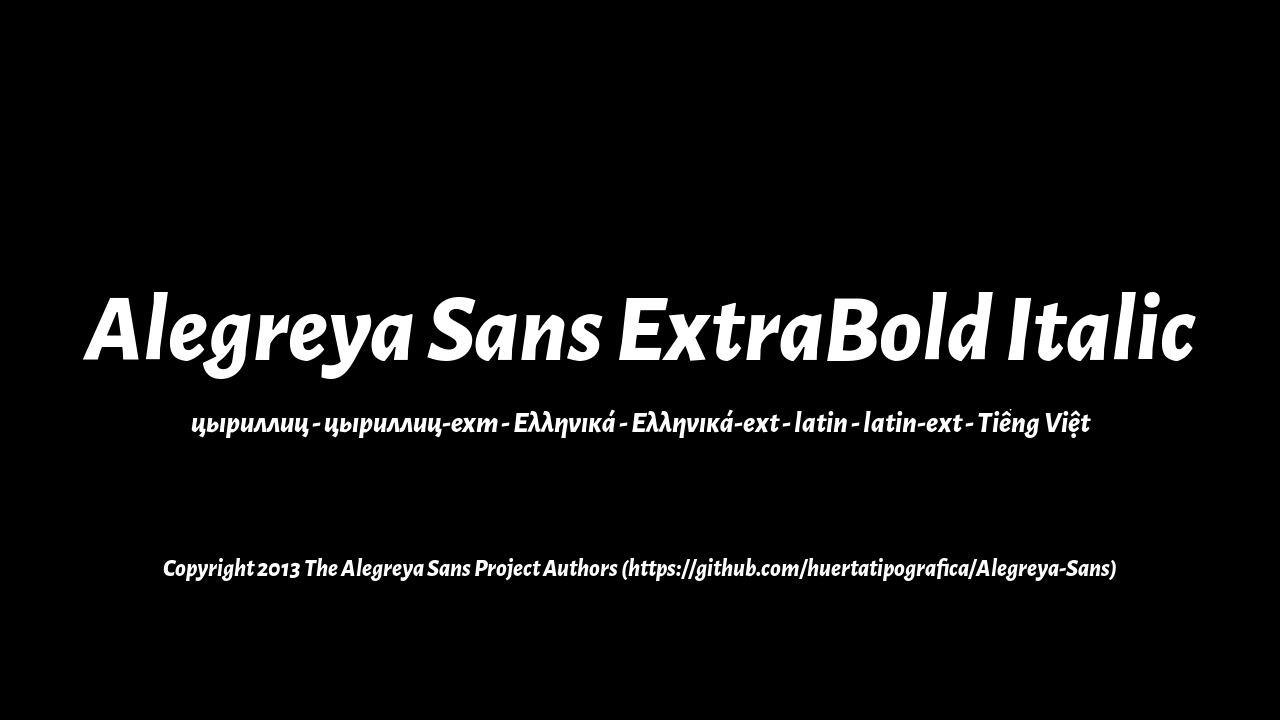 Alegreya Sans ExtraBold Italic
цыриллиц - цыриллиц-ext - Ελληνικά - Ελληνικά-ext - latin - latin-ext - Tiếng Việt
Copyright 2013 The Alegreya Sans Project Authors (https://github.com/huertatipografica/Alegreya-Sans)